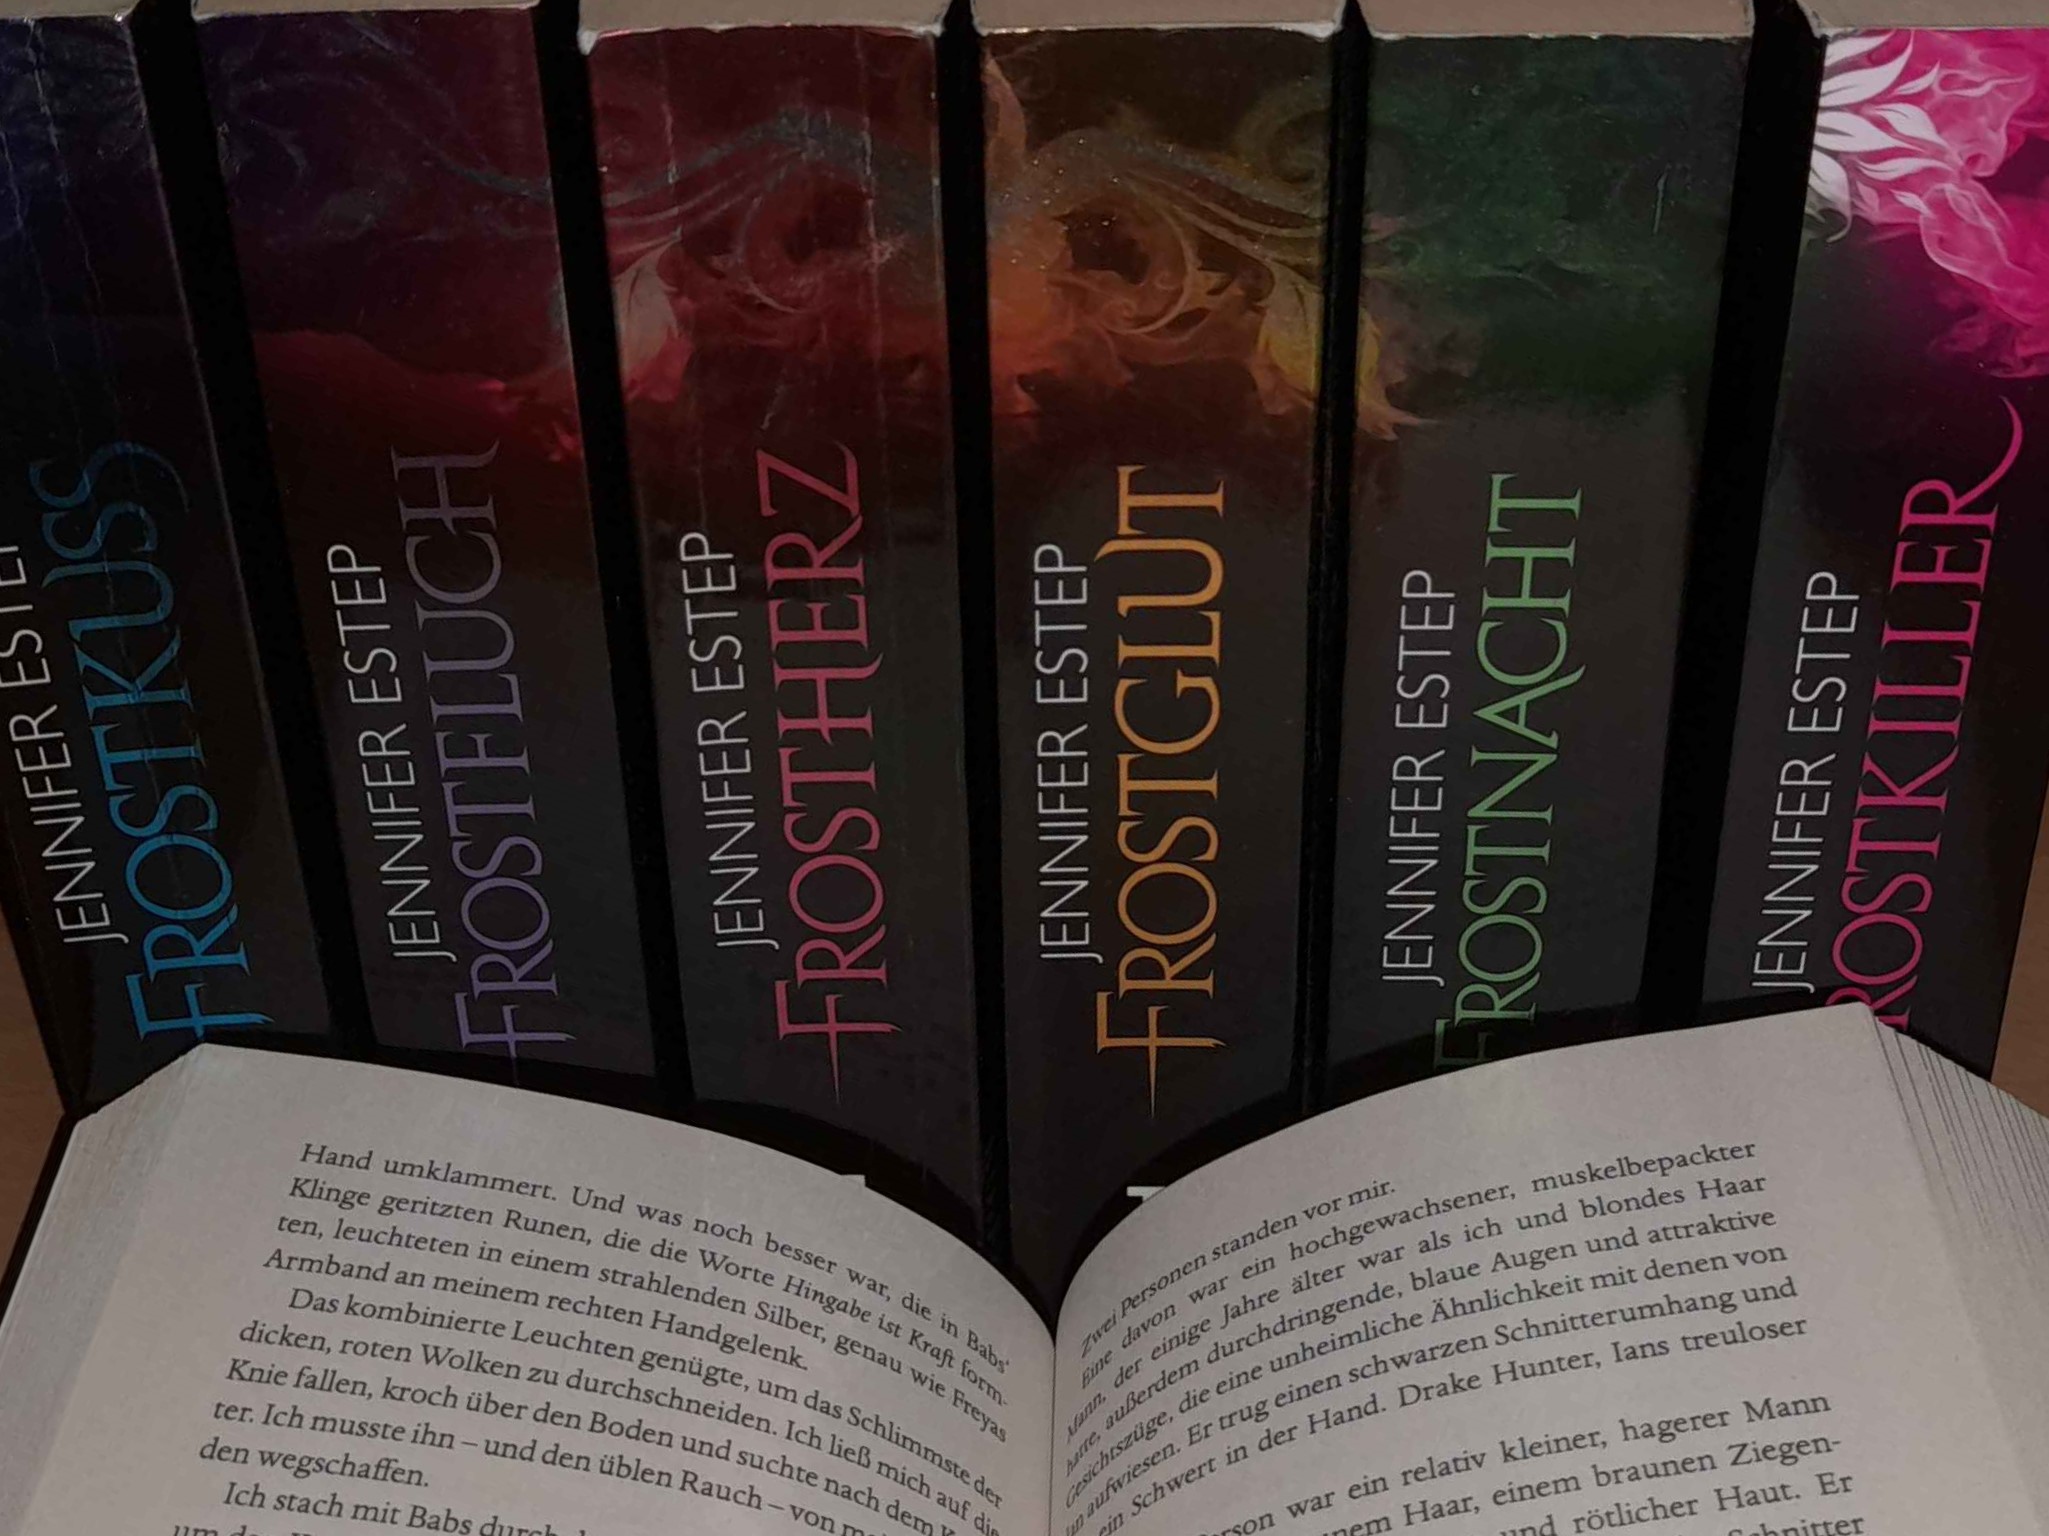 JENNIFER ESTEP
FROSTKUSS
JENNIFER ESTEP
FROSTFLUCH
JENNIFER ESTEP
FROSTHERZ
JENNIFER ESTEP
FROSTGLUT
JENNIFER ESTEP
FROSTNACHT
JENNIFER ESTEP
ROSTKILLER
Hand umklammert. Und was noch besser war, die in Babs'
Klinge geritzten Runen, die die Worte Hingabe ist Kraft form-
ten, leuchteten in einem strahlenden Silber, genau wie Freyas
Armband an meinem rechten Handgelenk.
Das kombinierte Leuchten genügte, um das Schlimmste der
dicken, roten Wolken zu durchschneiden. Ich ließ mich auf die
Knie fallen, kroch über den Boden und suchte nach dem
ter. Ich musste ihn – und den üblen Rauch – von
den wegschaffen.
Ich stach mit Babs
Zwei Personen standen vor mir.
Eine davon war ein hochgewachsener, muskelbepackter
Mann, der einige Jahre älter war als ich und blondes Haar
hatte, außerdem durchdringende, blaue Augen und attraktive
Gesichtszüge, die eine unheimliche Ähnlichkeit mit denen von
aufwiesen. Er trug einen schwarzen Schnitterumhang und
ein Schwert in der Hand. Drake Hunter, Ians treuloser
war ein relativ kleiner, hagerer Mann
Haar, einem braunen Ziegen-
und rötlicher Haut. Er
Schnitter